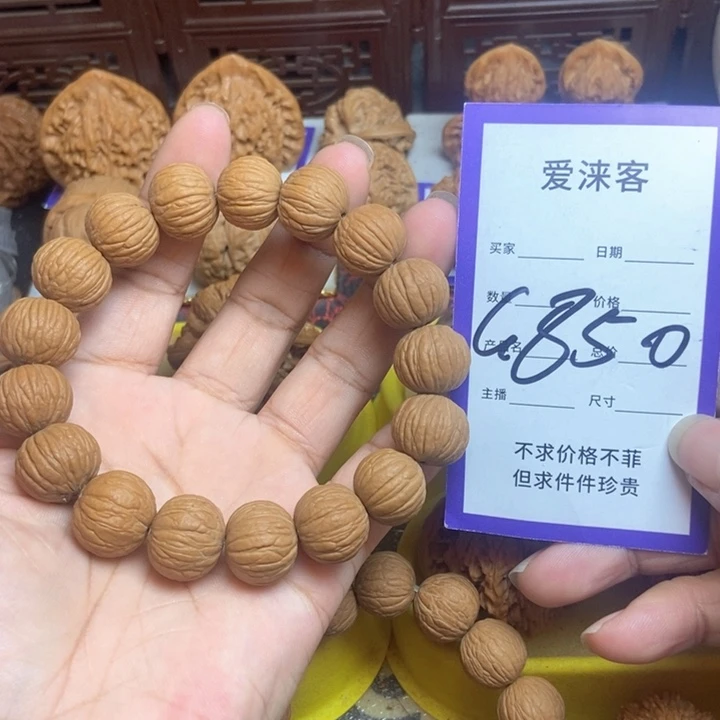 爱涞客
买家 日期
数量 价格
G850
产品名 总价
主播 尺寸
不求价格不菲
但求件件珍贵